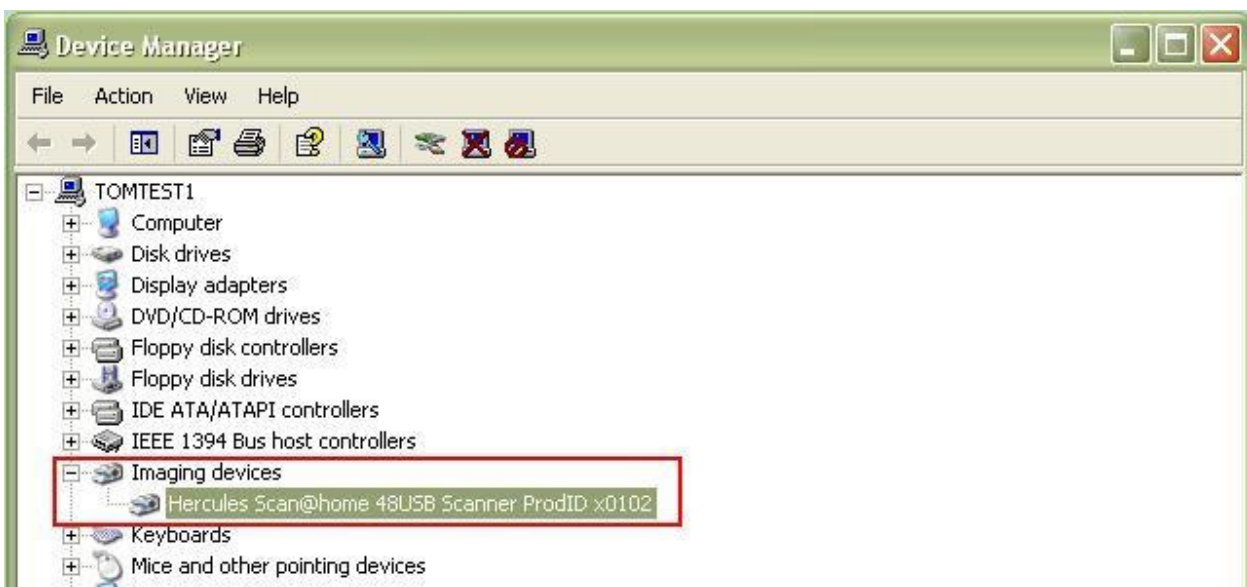 Device Manager
File Action View Help
TOMTEST1
Computer
Disk drives
Display adapters
DVD/CD-ROM drives
Floppy disk controllers
Floppy disk drives
IDE ATA/ATAPI controllers
IEEE 1394 Bus host controllers
Imaging devices
Hercules Scan@home 48USB Scanner ProdID x0102
Keyboards
Mice and other pointing devices